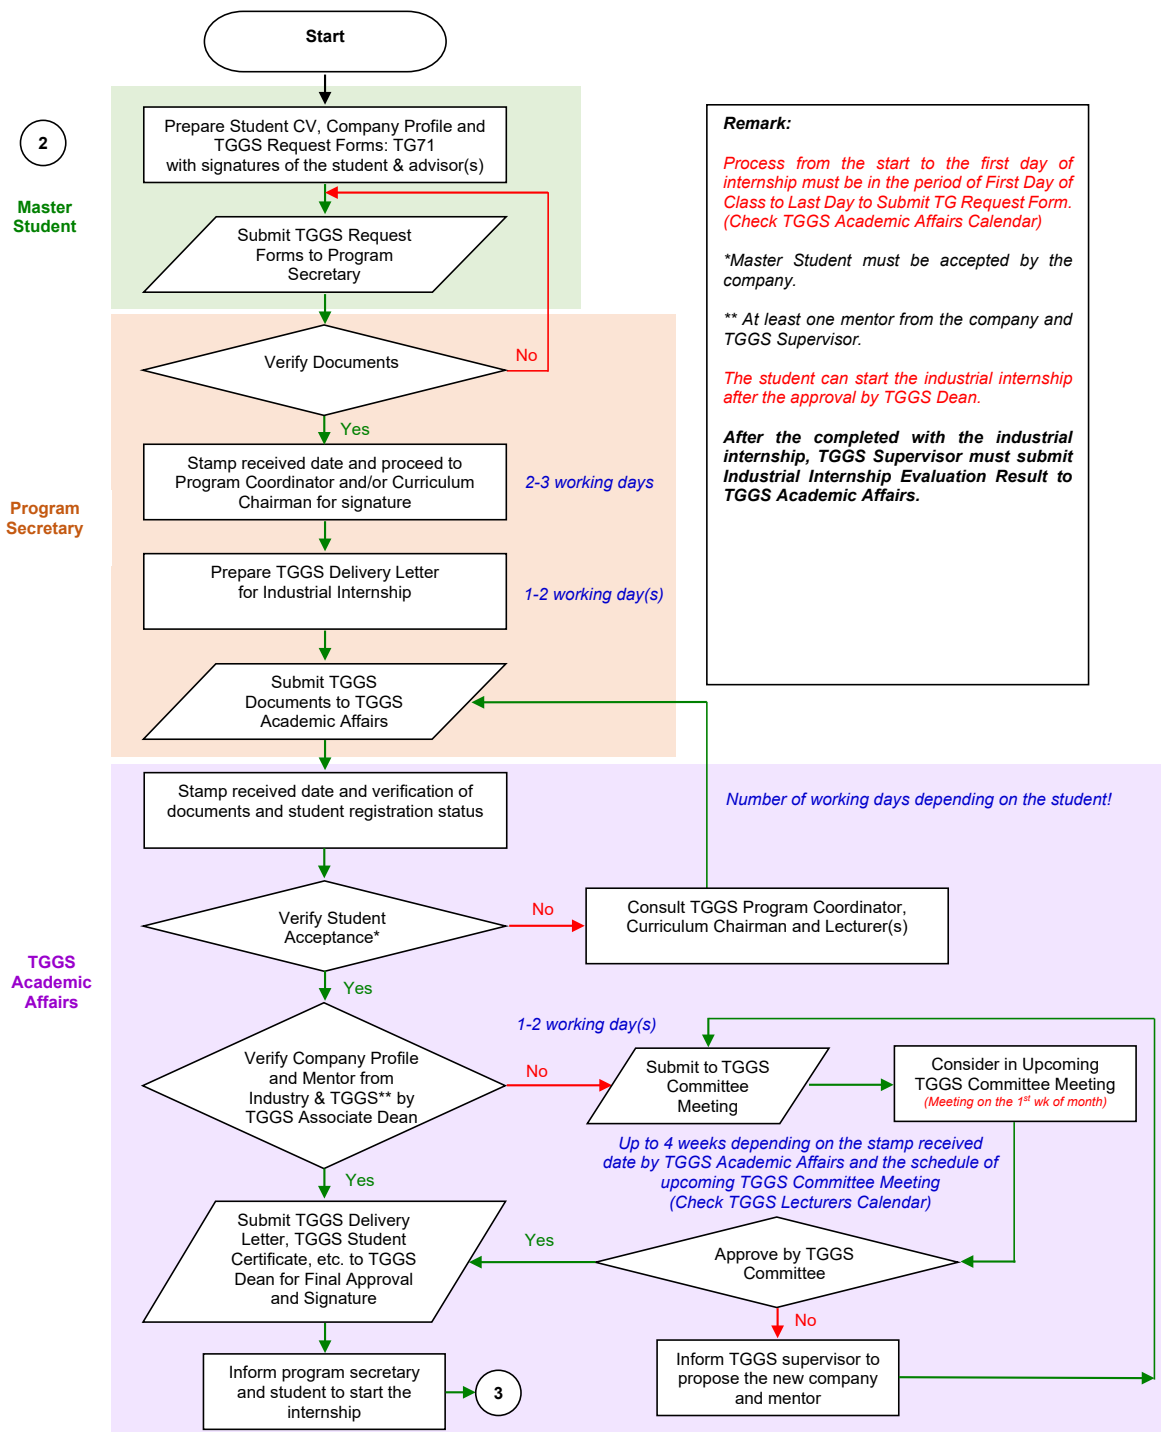 Start
2
Master
Student
Prepare Student CV, Company Profile and
TGGS Request Forms: TG71
with signatures of the student & advisor(s)
Submit TGGS Request
Forms to Program
Secretary
Remark:
Process from the start to the first day of
internship must be in the period of First Day of
Class to Last Day to Submit TG Request Form.
(Check TGGS Academic Affairs Calendar)
*Master Student must be accepted by the
company.
** At least one mentor from the company and
TGGS Supervisor.
The student can start the industrial internship
after the approval by TGGS Dean.
After the completed with the industrial
internship, TGGS Supervisor must submit
Industrial Internship Evaluation Result to
TGGS Academic Affairs.
Verify Documents
No
Yes
Program
Secretary
Stamp received date and proceed to
Program Coordinator and/or Curriculum
Chairman for signature
2-3 working days
Prepare TGGS Delivery Letter
for Industrial Internship
1-2 working day(s)
Submit TGGS
Documents to TGGS
Academic Affairs
Stamp received date and verification of
documents and student registration status
Number of working days depending on the student!
TGGS
Academic
Affairs
Verify Student
Acceptance*
No
Consult TGGS Program Coordinator,
Curriculum Chairman and Lecturer(s)
Yes
1-2 working day(s)
Verify Company Profile
and Mentor from
Industry & TGGS** by
TGGS Associate Dean
No
Submit to TGGS
Committee
Meeting
Consider in Upcoming
TGGS Committee Meeting
(Meeting on the 1st wk of month)
Up to 4 weeks depending on the stamp received
date by TGGS Academic Affairs and the schedule of
upcoming TGGS Committee Meeting
(Check TGGS Lecturers Calendar)
Yes
Submit TGGS Delivery
Letter, TGGS Student
Certificate, etc. to TGGS
Dean for Final Approval
and Signature
Yes
Approve by TGGS
Committee
No
Inform program secretary
and student to start the
internship
3
Inform TGGS supervisor to
propose the new company
and mentor